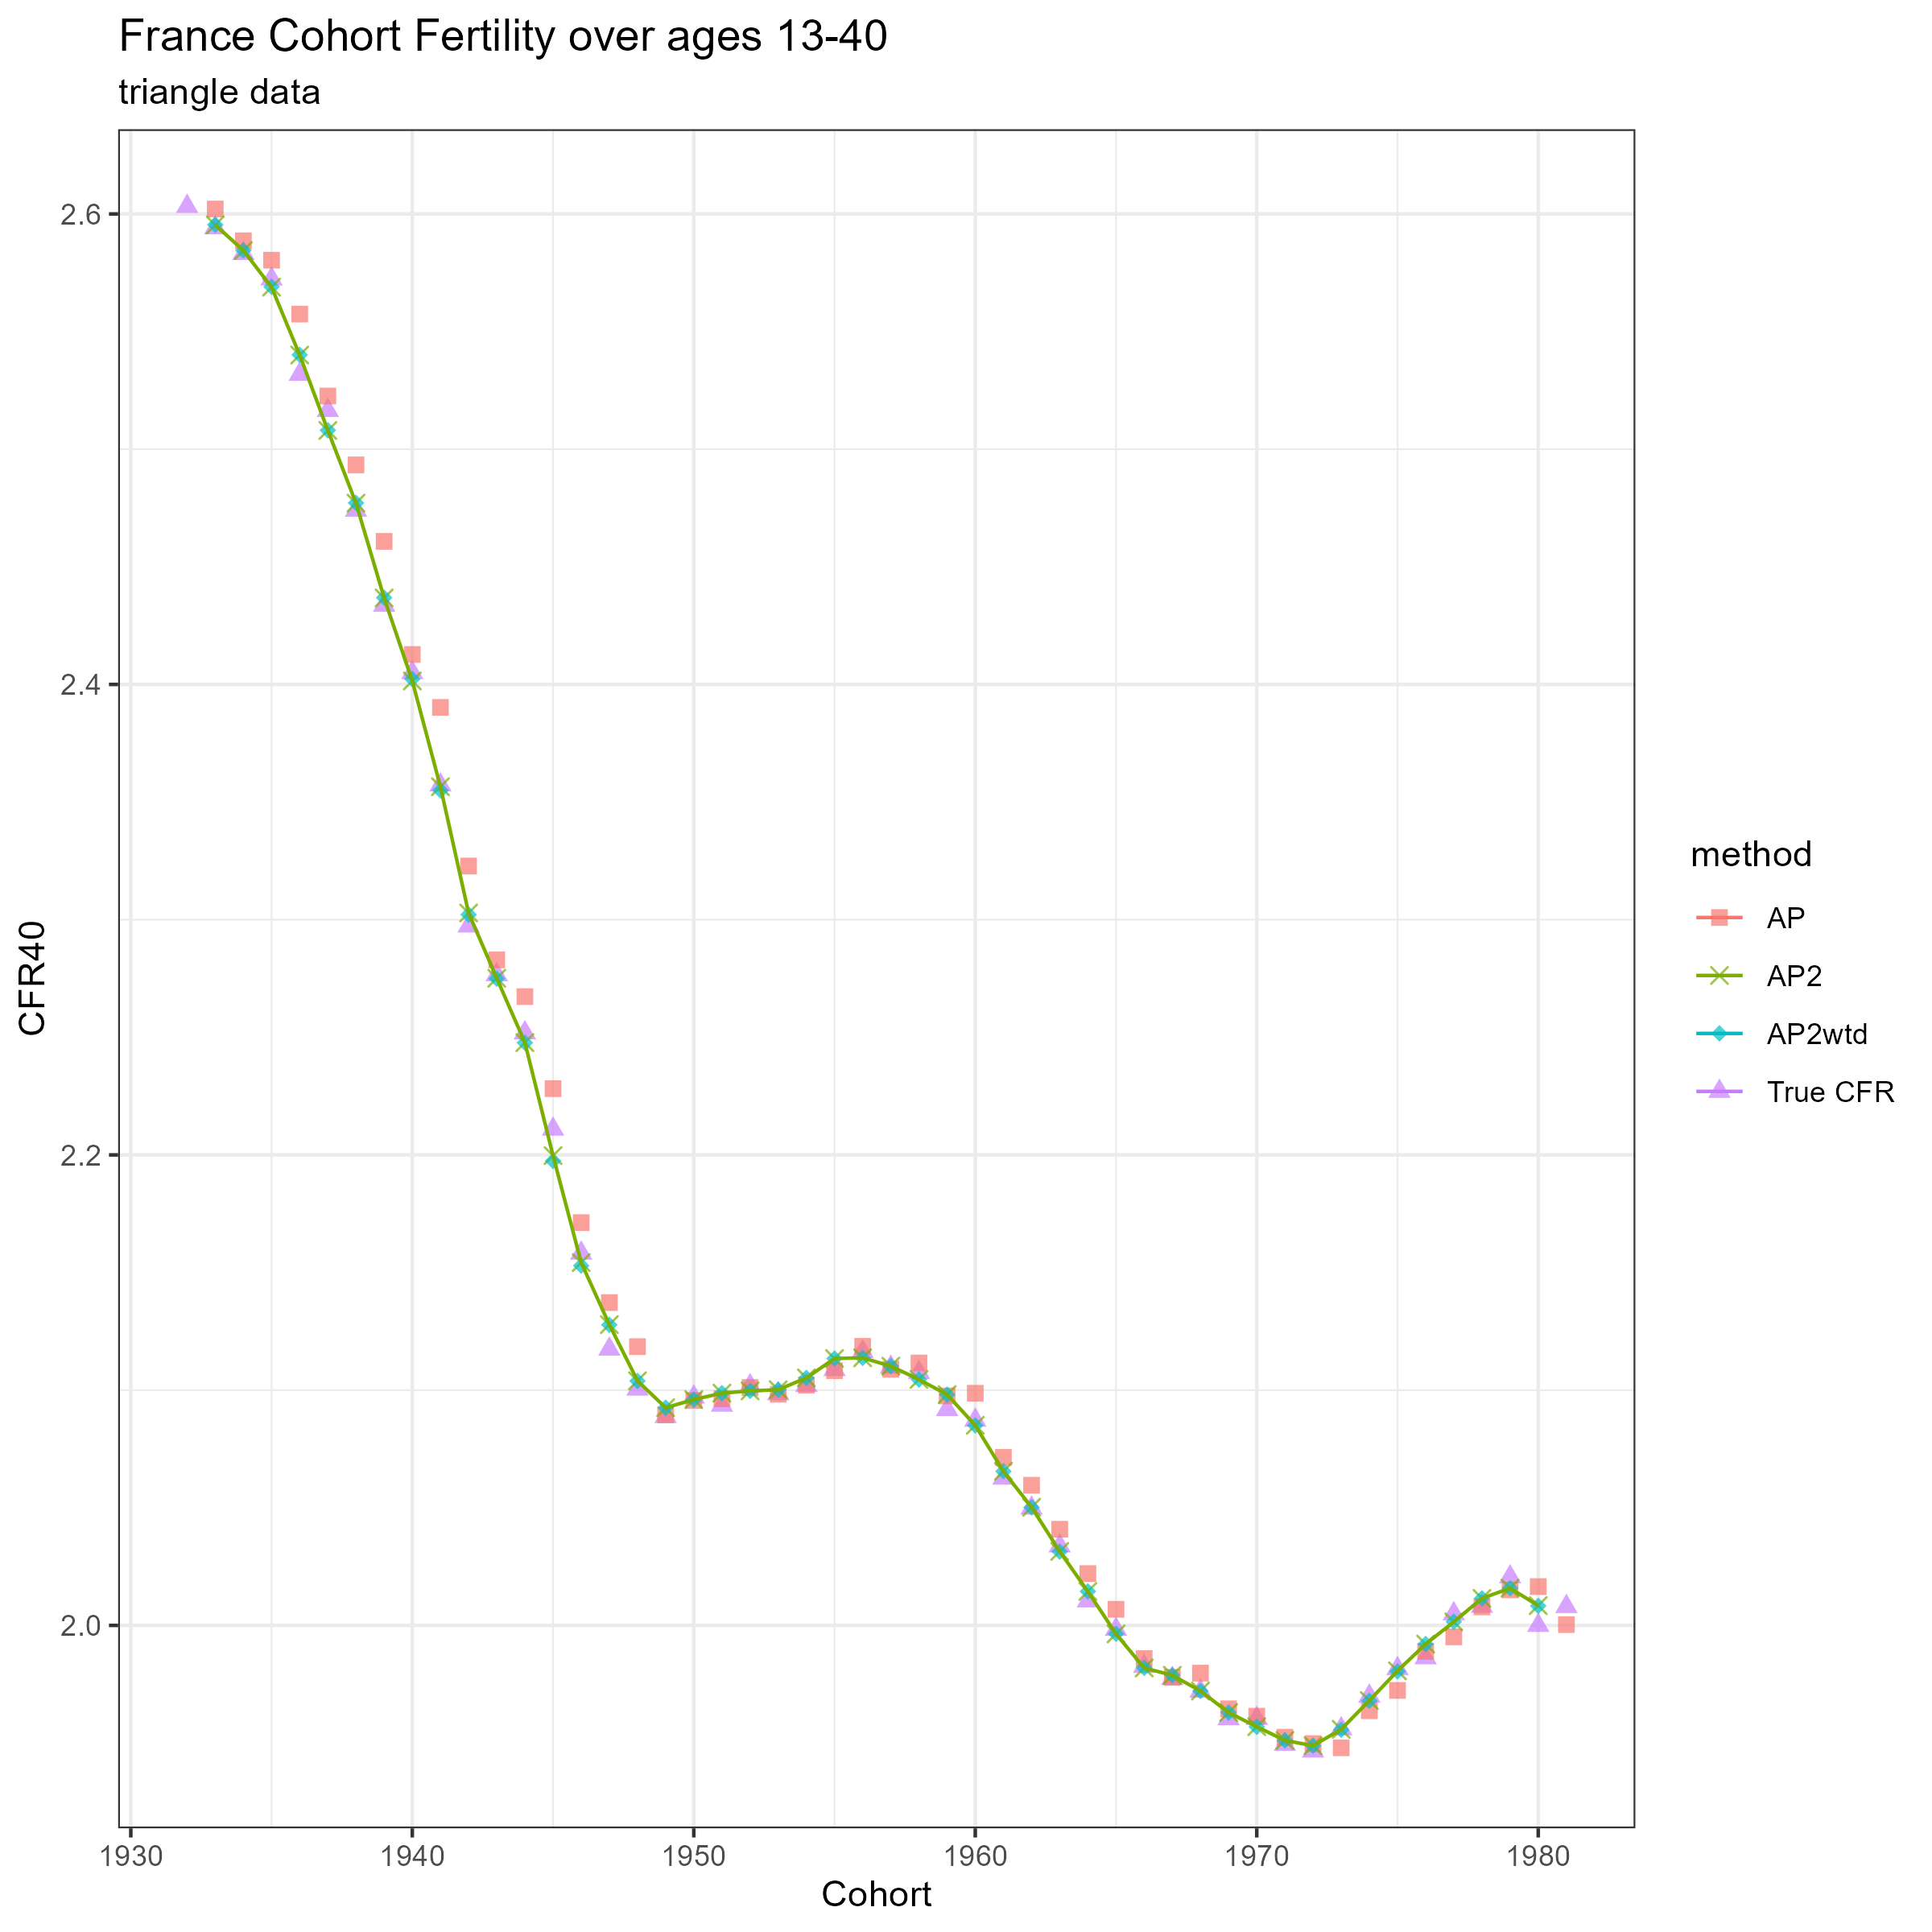 France Cohort Fertility over ages 13-40
triangle data
2.6
2.4
2.2
2.0
CFR40
1930 1940 1950 1960 1970 1980
Cohort
method
AP
AP2
AP2wtd
True CFR